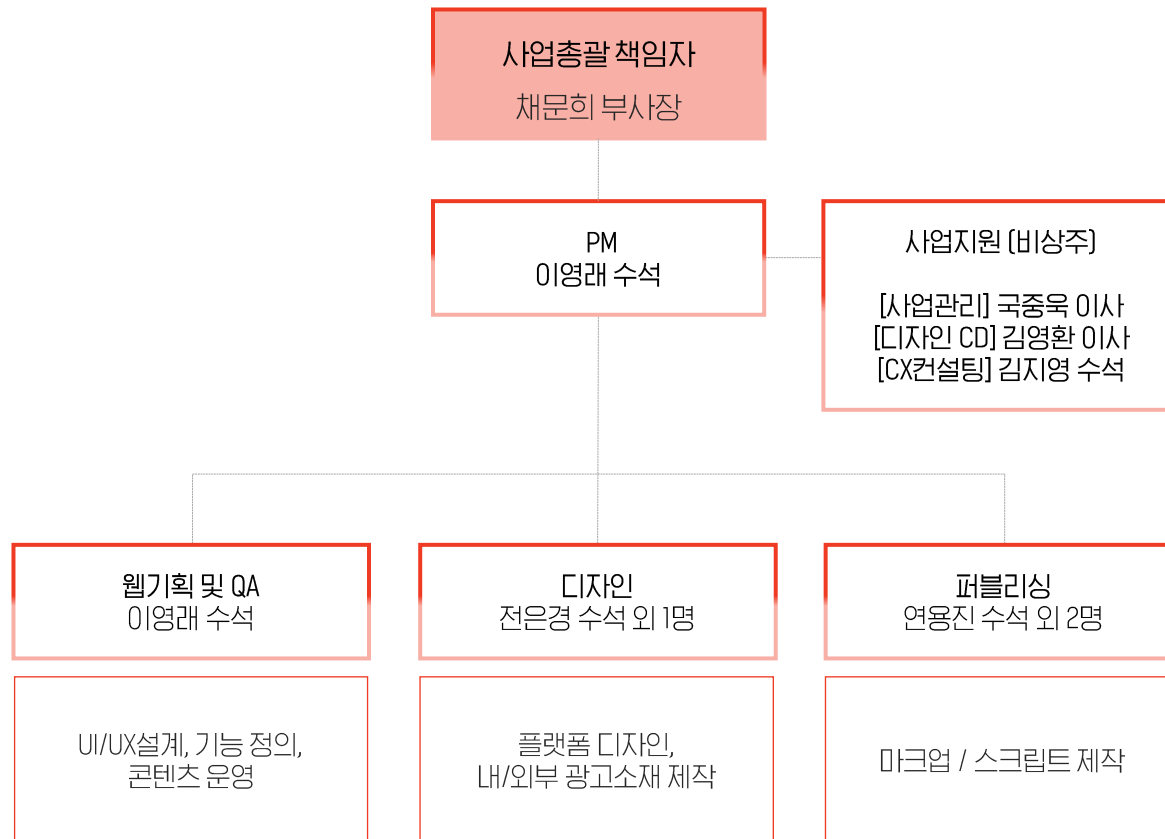 사업총괄 책임자
채문희 부사장
PM
이영래 수석
사업지원 (비상주)
[사업관리] 국중욱 이사
[디자인 CD] 김영환 이사
[CX컨설팅] 김지영 수석
웹기획 및 QA
이영래 수석
디자인
전은경 수석 외 1명
퍼블리싱
연용진 수석 외 2명
UI/UX설계, 기능 정의,
콘텐츠 운영
플랫폼 디자인,
내/외부 광고소재 제작
마크업 / 스크립트 제작